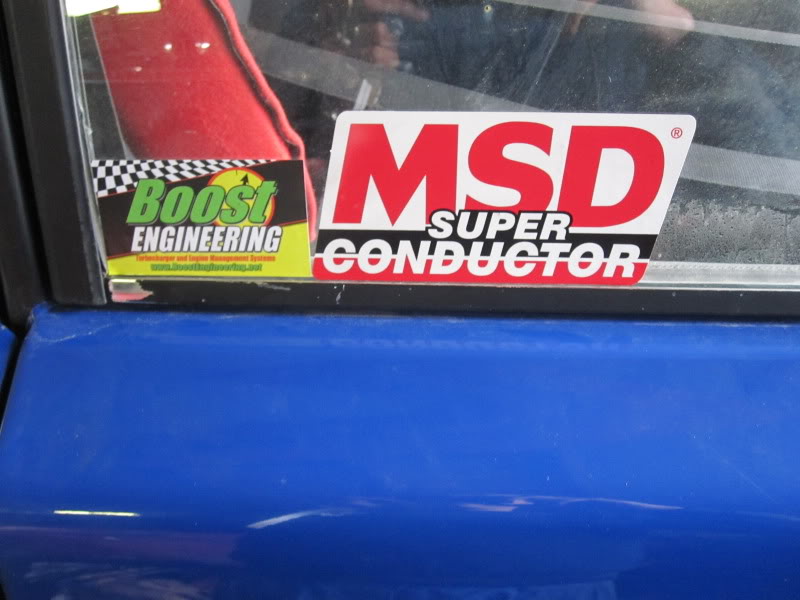 Boost
ENGINEERING
Turbocharger and Engine Management Systems
www.BoostEngineering.net
MSD®
SUPER
CONDUCTOR